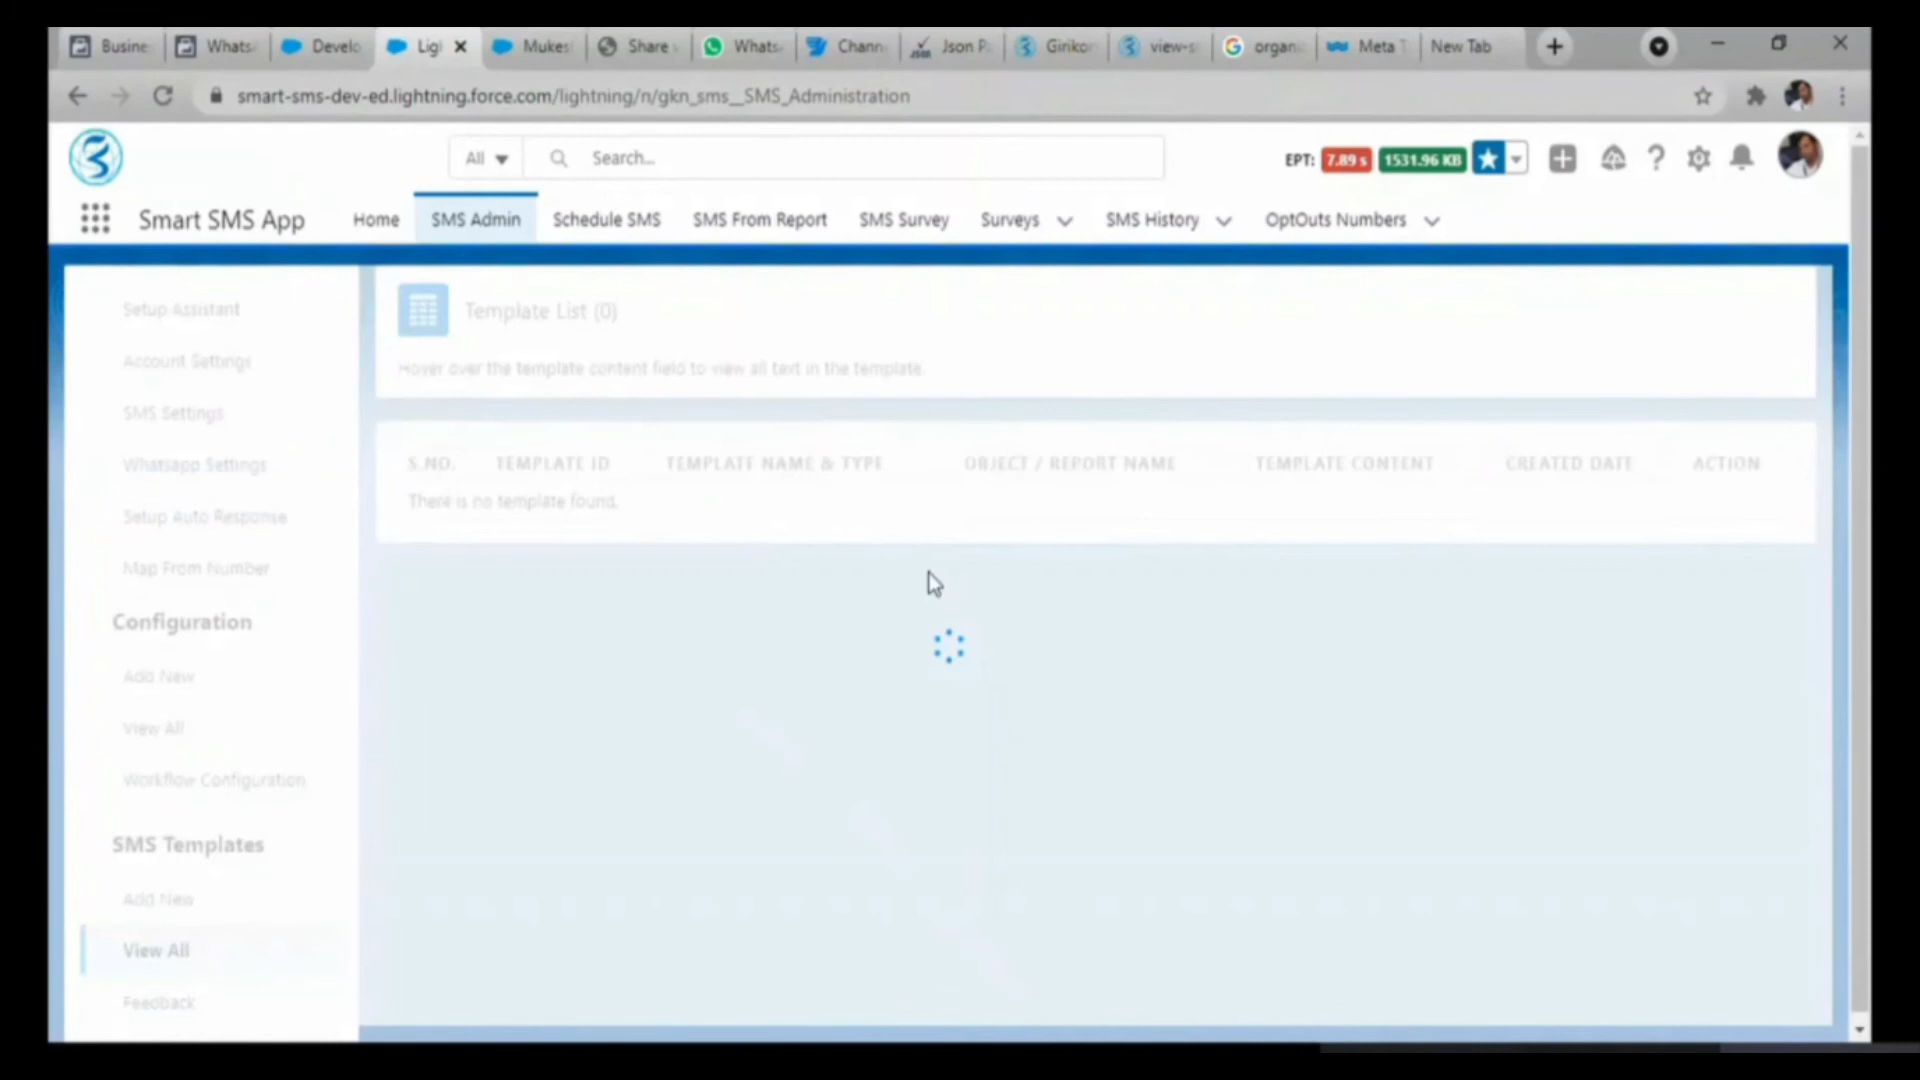 Busine
Whats
Develo
Ligh
Mukes
Share
Whats
Chann
Json P
Girikon
view-s
organ
Meta T
New Tab
smart-sms-dev-ed.lightning.force.com/lightning/n/gkn_sms__SMS_Administration
All
Search...
EPT: 7.89 s 1531.96 KB
Smart SMS App
Home
SMS Admin
Schedule SMS
SMS From Report
SMS Survey
Surveys
SMS History
OptOuts Numbers
Setup Assistant
Account Settings
SMS Settings
Whatsapp Settings
Setup Auto Response
Map From Number
Configuration
Add New
View All
Workflow Configuration
SMS Templates
Add New
View All
Feedback
Template List (0)
Hover over the template content field to view all text in the template.
S.NO. TEMPLATE ID TEMPLATE NAME & TYPE OBJECT / REPORT NAME TEMPLATE CONTENT CREATED DATE ACTION
There is no template found.